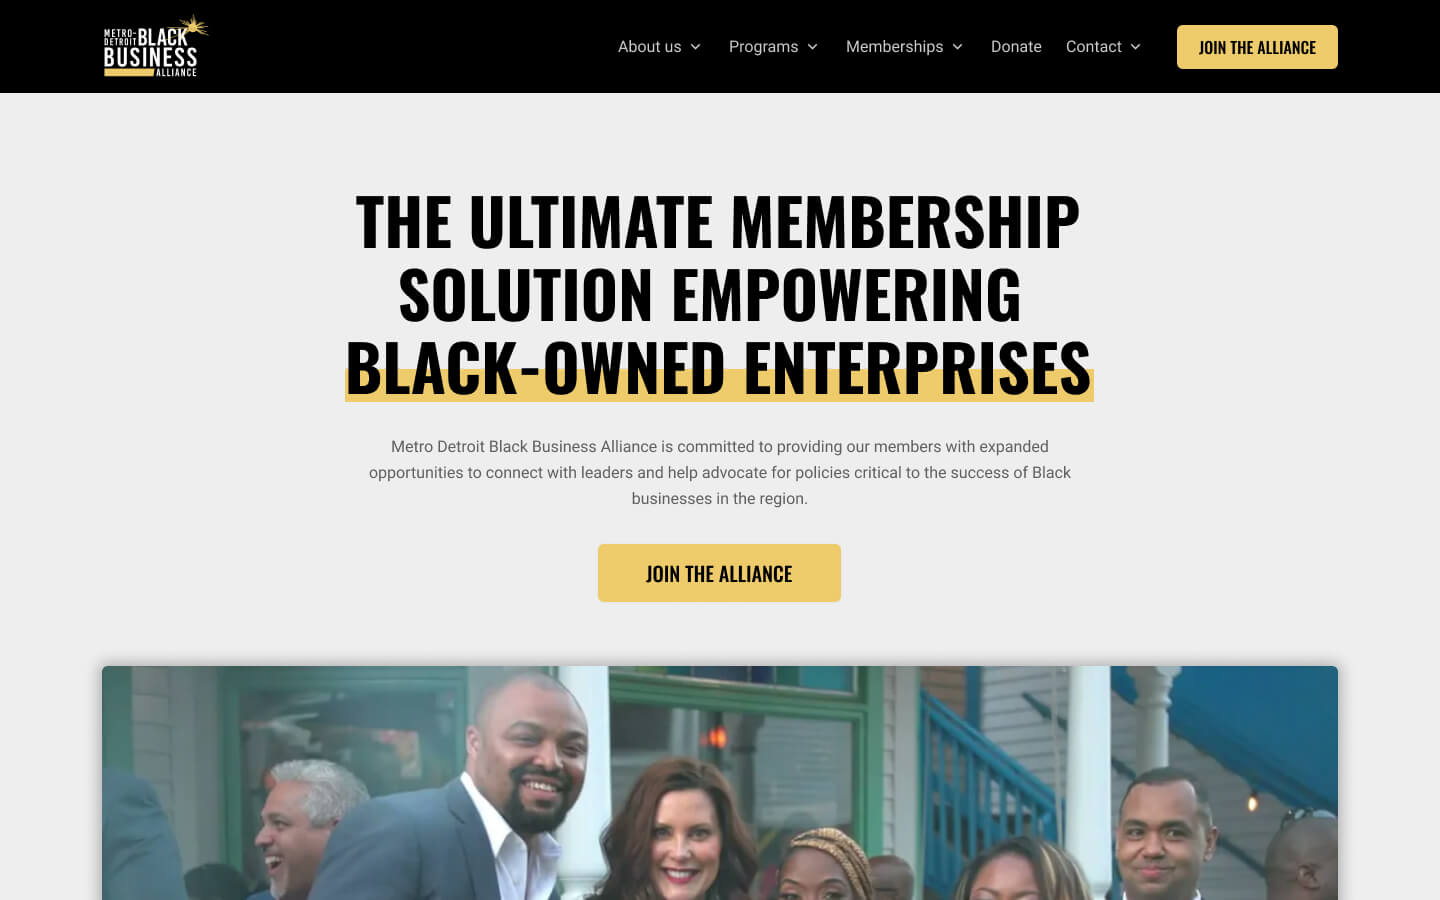 METRO-
DETROIT BLACK
BUSINESS
ALLIANCE
About us
Programs
Memberships
Donate
Contact
JOIN THE ALLIANCE
THE ULTIMATE MEMBERSHIP
SOLUTION EMPOWERING
BLACK-OWNED ENTERPRISES
Metro Detroit Black Business Alliance is committed to providing our members with expanded
opportunities to connect with leaders and help advocate for policies critical to the success of Black
businesses in the region.
JOIN THE ALLIANCE